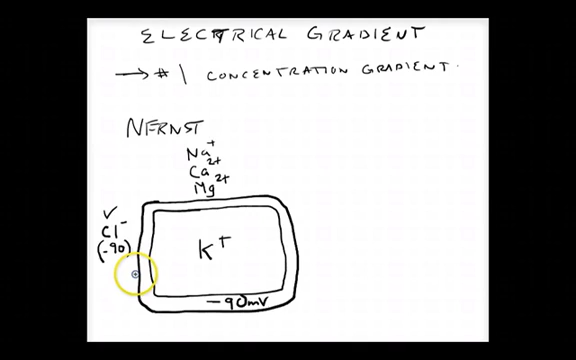 ELECTRICAL GRADIENT
→ #1 CONCENTRATION GRADIENT.
NERNST
Na+
Ca2+
Mg2+
✓
Cl-
(-90)
K+
-90mV